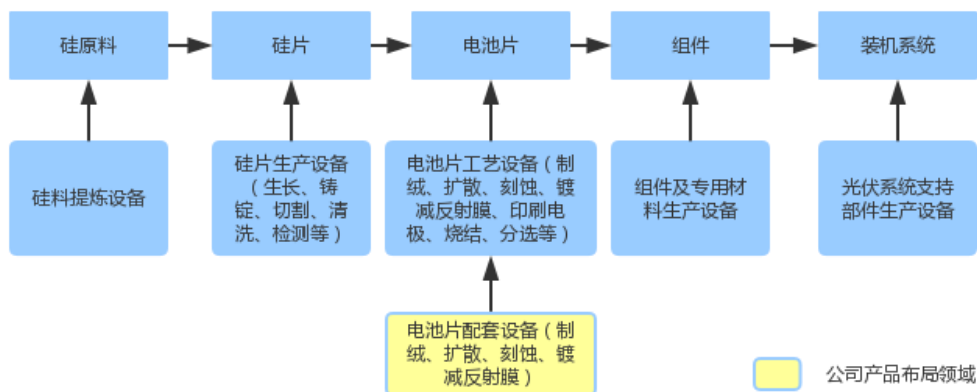 硅原料
硅片
电池片
组件
装机系统
硅料提炼设备
硅片生产设备
（生长、铸
锭、切割、清
洗、检测等）
电池片工艺设备（制
绒、扩散、刻蚀、镀
减反射膜、印刷电
极、烧结、分选等）
组件及专用材
料生产设备
光伏系统支持
部件生产设备
电池片配套设备（制
绒、扩散、刻蚀、镀
减反射膜）
公司产品布局领域